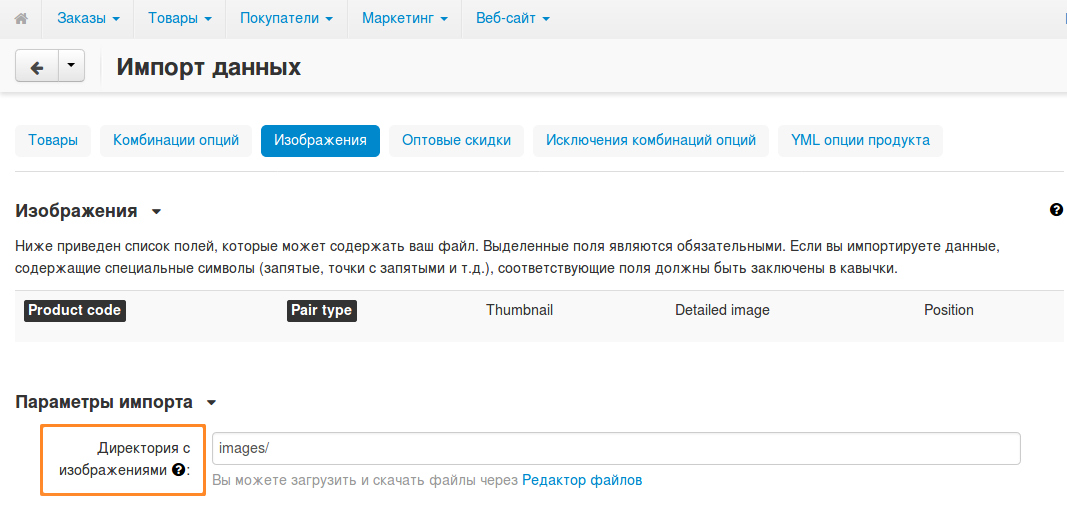 Заказы Товары Покупатели Маркетинг Веб-сайт
Импорт данных
Товары Комбинации опций Изображения Оптовые скидки Исключения комбинаций опций YML опции продукта
Изображения
Ниже приведен список полей, которые может содержать ваш файл. Выделенные поля являются обязательными. Если вы импортируете данные,
содержащие специальные символы (запятые, точки с запятыми и т.д.), соответствующие поля должны быть заключены в кавычки.
Product code Pair type Thumbnail Detailed image Position
Параметры импорта
Директория с
изображениями ?:
images/
Вы можете загрузить и скачать файлы через Редактор файлов